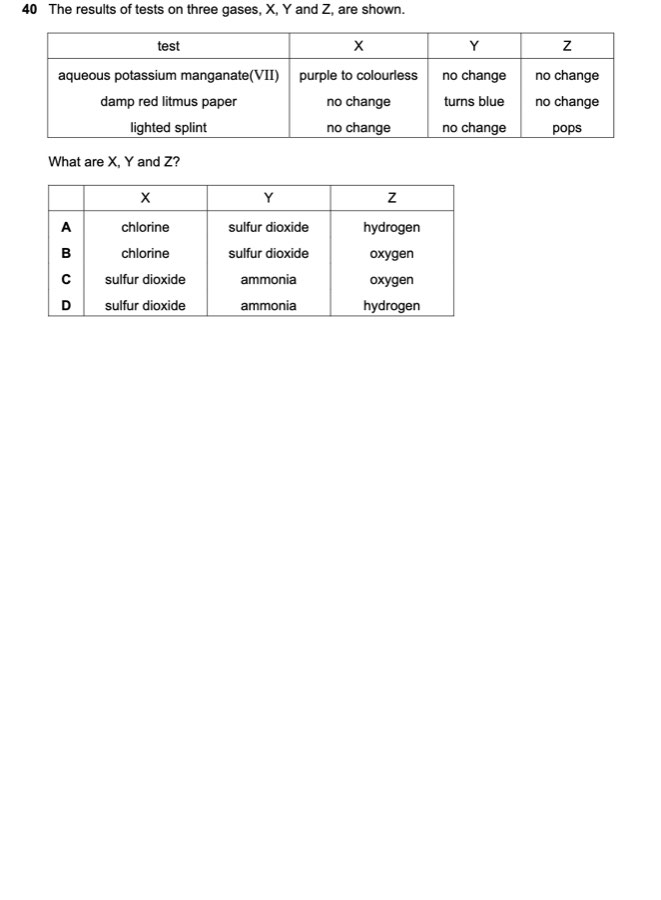 40 The results of tests on three gases, X, Y and Z, are shown.
test X Y Z
aqueous potassium manganate(VII) purple to colourless no change no change
damp red litmus paper no change turns blue no change
lighted splint no change no change pops
What are X, Y and Z?
X Y Z
A chlorine sulfur dioxide hydrogen
B chlorine sulfur dioxide oxygen
C sulfur dioxide ammonia oxygen
D sulfur dioxide ammonia hydrogen